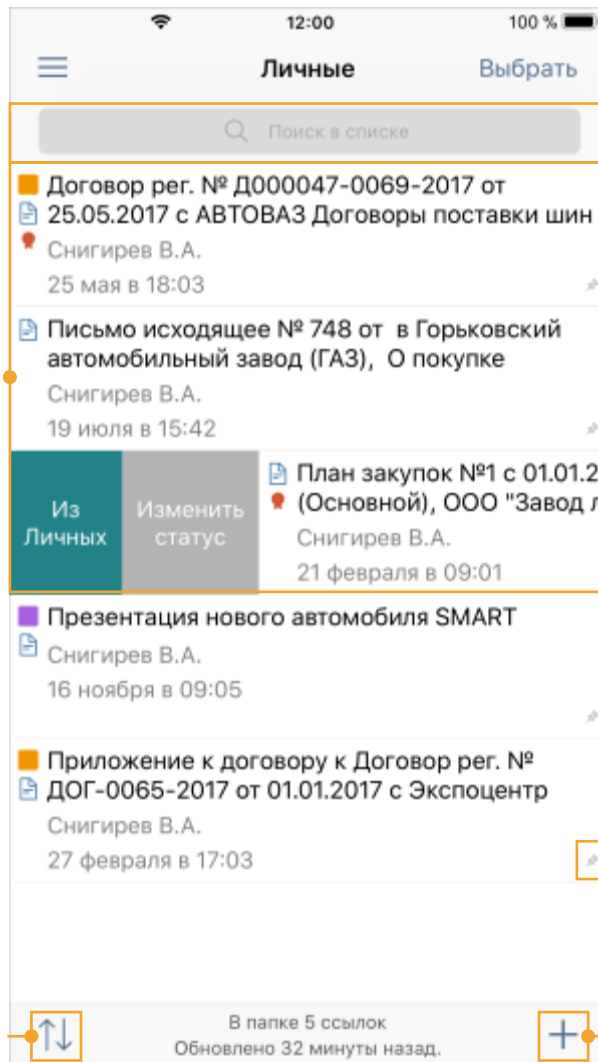 12:00
100 %
Личные
Выбрать
Поиск в списке
Договор рег. № Д000047-0069-2017 от
25.05.2017 с АВТОВАЗ Договоры поставки шин
Снигирев В.А.
25 мая в 18:03
Письмо исходящее № 748 от в Горьковский
автомобильный завод (ГАЗ), О покупке
Снигирев В.А.
19 июля в 15:42
Из
Личных
Изменить
статус
План закупок №1 с 01.01.2
(Основной), ООО "Завод л
Снигирев В.А.
21 февраля в 09:01
Презентация нового автомобиля SMART
Снигирев В.А.
16 ноября в 09:05
Приложение к договору к Договор рег. №
ДОГ-0065-2017 от 01.01.2017 с Экспоцентр
Снигирев В.А.
27 февраля в 17:03
В папке 5 ссылок
Обновлено 32 минуты назад.